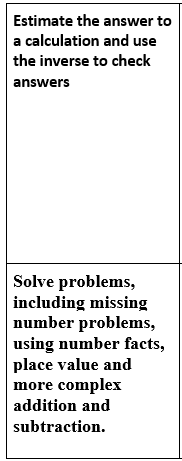 Estimate the answer to
a calculation and use
the inverse to check
answers
Solve problems,
including missing
number problems,
using number facts,
place value and
more complex
addition and
subtraction.